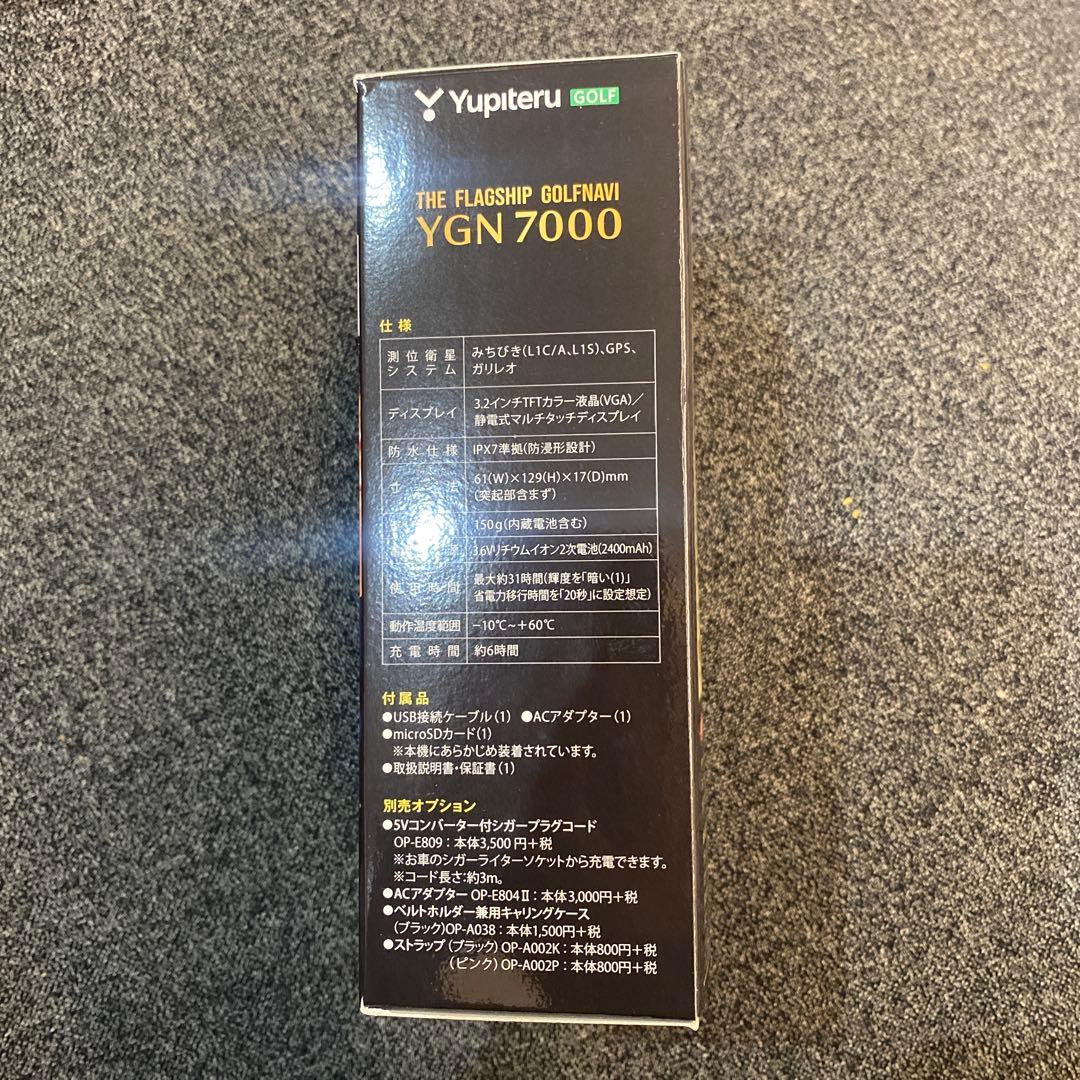 Yupiteru GOLF
THE FLAGSHIP GOLFNAVI
YGN 7000
仕様
測位衛星
システム
みちびき(L1C/A、L1S)、GPS、
ガリレオ
ディスプレイ
3.2インチTFTカラー液晶(VGA)／
静電式マルチタッチディスプレイ
防水仕様 IPX7準拠(防浸形設計)
61(W)×129(H)×17(D)mm
(突起部含まず)
150g(内蔵電池含む)
源 3.6Vリチウムイオン2次電池(2400mAh)
使用時間
最大約31時間(輝度を「暗い(1)」
省電力移行時間を「20秒」に設定想定)
動作温度範囲 −10℃~+60℃
充電時間 約6時間
付属品
●USB接続ケーブル(1) ●ACアダプター(1)
●microSDカード(1)
※本機にあらかじめ装着されています。
●取扱説明書・保証書(1)
別売オプション
●5Vコンバーター付シガープラグコード
OP-E809：本体3,500円+税
※お車のシガーライターソケットから充電できます。
※コード長さ:約3m。
●ACアダプター OP-E804Ⅱ：本体3,000円+税
●ベルトホルダー兼用キャリングケース
(ブラック)OP-A038：本体1,500円+税
●ストラップ(ブラック) OP-A002K：本体800円+税
(ピンク) OP-A002P：本体800円+税